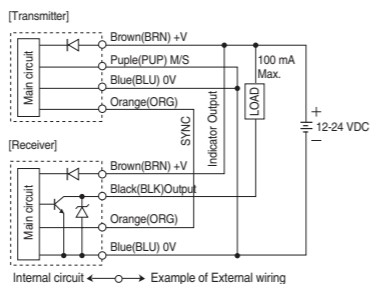 [Transmitter]
Brown(BRN) +V
Puple(PUP) M/S
Blue(BLU) 0V
Orange(ORG)
Main circuit
100 mA
Max.
LOAD
Indicator Output
SYNC
+
12-24 VDC
−
[Receiver]
Brown(BRN) +V
Black(BLK)Output
Orange(ORG)
Blue(BLU) 0V
Main circuit
Internal circuit Example of External wiring